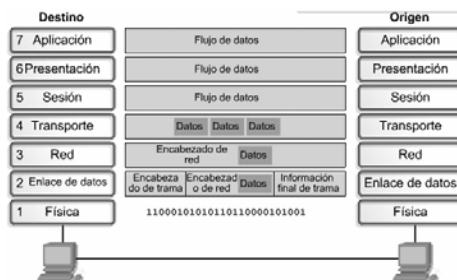 Destino Origen
7 Aplicación Flujo de datos Aplicación
6 Presentación Flujo de datos Presentación
5 Sesión Flujo de datos Sesión
4 Transporte Datos Datos Datos Transporte
3 Red Encabezado de
red Datos Red
2 Enlace de datos Encabeza
do de trama Encabezad
o de red Datos Información
final de trama Enlace de datos
1 Física Física